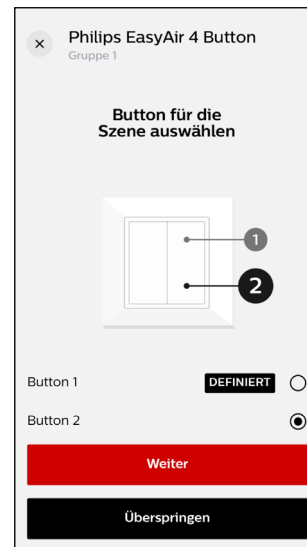 Philips EasyAir 4 Button
Gruppe 1
Button für die
Szene auswählen
1
2
Button 1 DEFINIERT
Button 2
Weiter
Überspringen